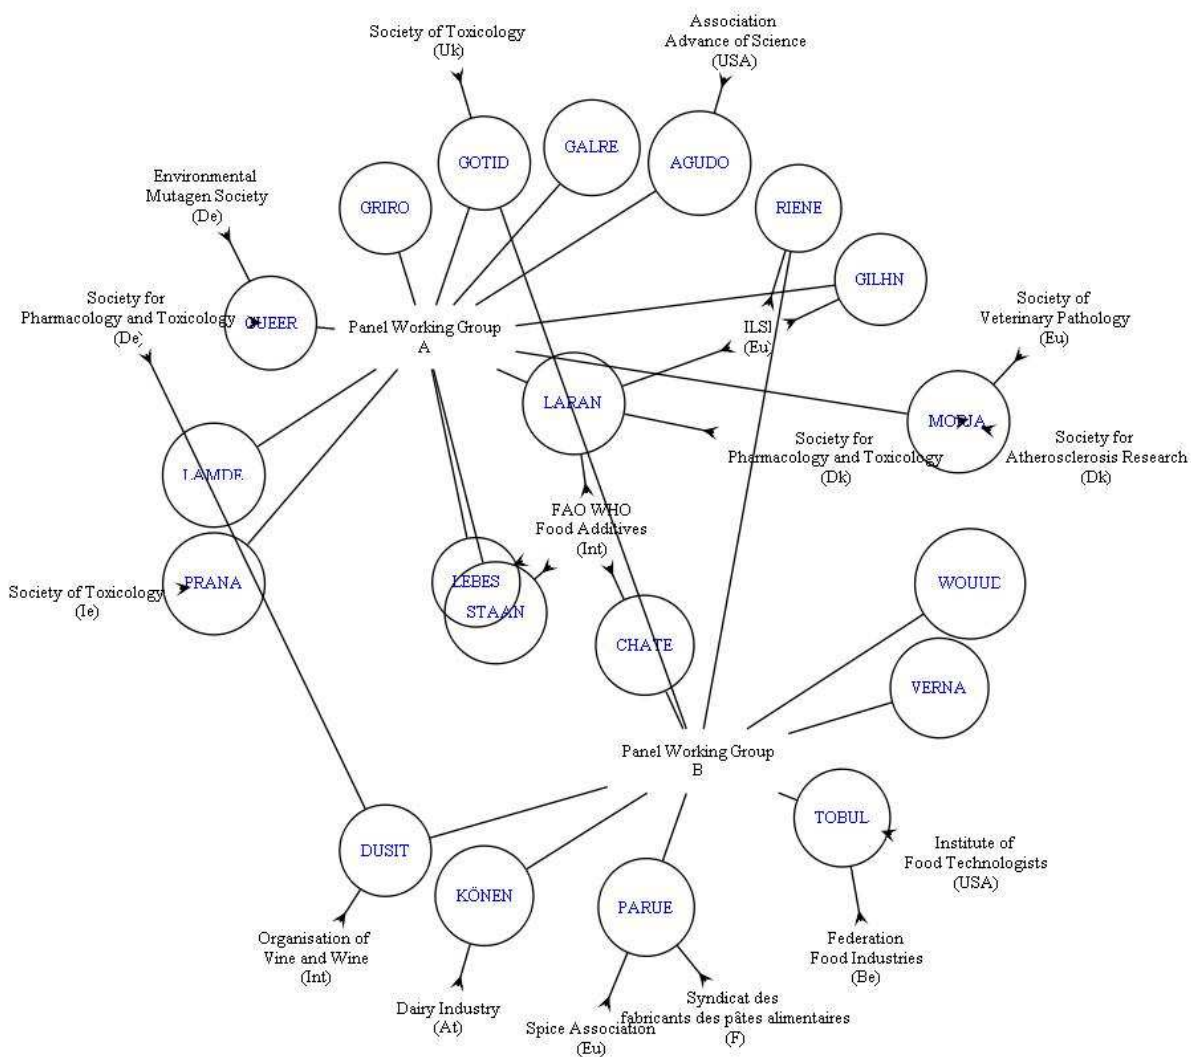 Society of Toxicology
(Uk)
Association
Advance of Science
(USA)
GOTID
GALRE
AGUDO
Environmental
Mutagen Society
(De)
GRIRO
RIENE
GILHN
Society for
Pharmacology and Toxicology
(De)
QUEER
Panel Working Group
A
ILSI
(Eu)
Society of
Veterinary Pathology
(Eu)
LARAN
MORJA
Society for
Pharmacology and Toxicology
(Dk)
Society for
Atherosclerosis Research
(Dk)
LAMDE
FAO WHO
Food Additives
(Int)
Society of Toxicology
(Ie)
PRANA
LEBES
STAAN
WOUUD
CHATE
VERNA
Panel Working Group
B
TOBUL
Institute of
Food Technologists
(USA)
DUSIT
KÖNEN
PARUE
Organisation of
Vine and Wine
(Int)
Federation
Food Industries
(Be)
Dairy Industry
(At)
Spice Association
(Eu)
Syndicat des
fabricants des pâtes alimentaires
(F)